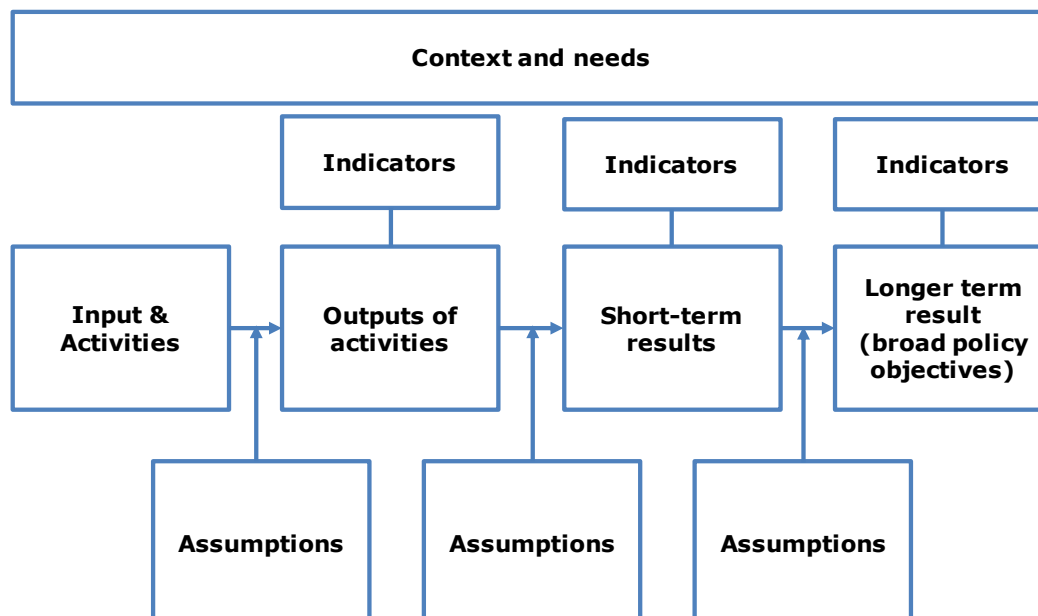 Context and needs
Indicators
Indicators
Indicators
Input &
Activities
Outputs of
activities
Short-term
results
Longer term
result
(broad policy
objectives)
Assumptions
Assumptions
Assumptions